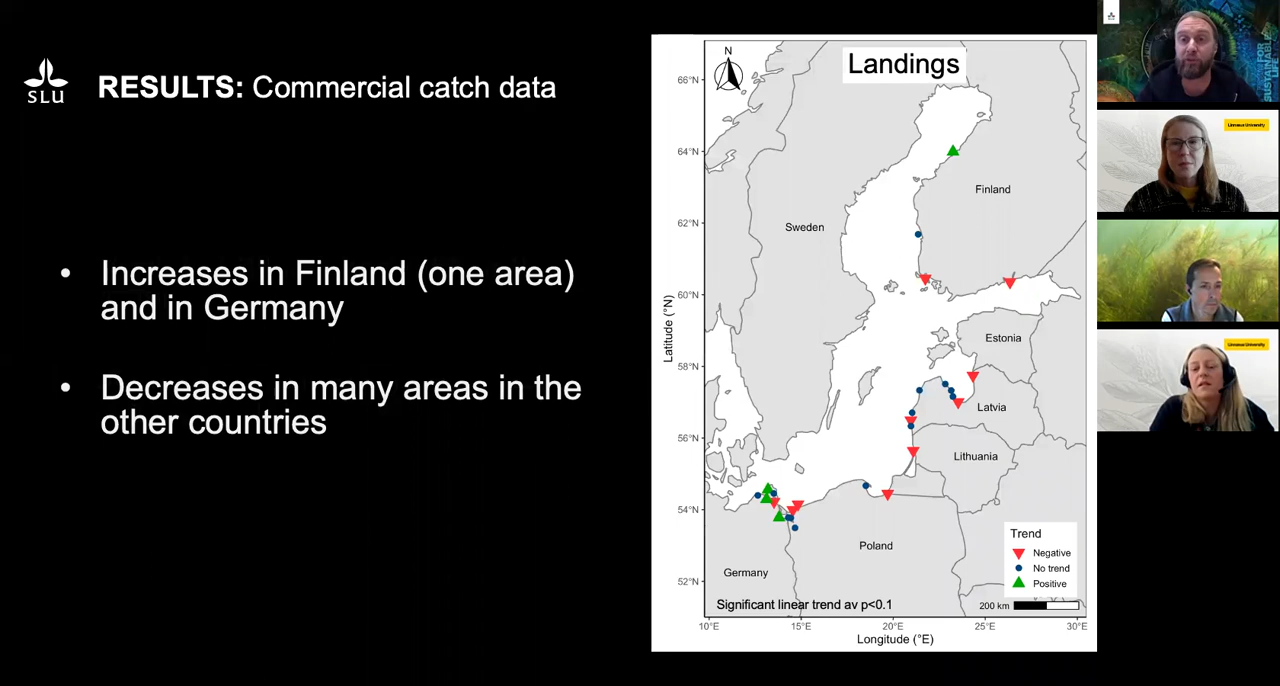 SLU
RESULTS: Commercial catch data
• Increases in Finland (one area)
and in Germany
• Decreases in many areas in the
other countries
Landings
N
66°N
64°N
62°N
60°N
58°N
56°N
54°N
52°N
Latitude (°N)
Sweden
Finland
Estonia
Latvia
Lithuania
Poland
Germany
Trend
Negative
No trend
Positive
Significant linear trend av p<0.1
200 km
10°E
15°E
20°E
25°E
30°E
Longitude (°E)
FOR
SUSTAINABLE
LIFE
Linnaeus University
Linnaeus University